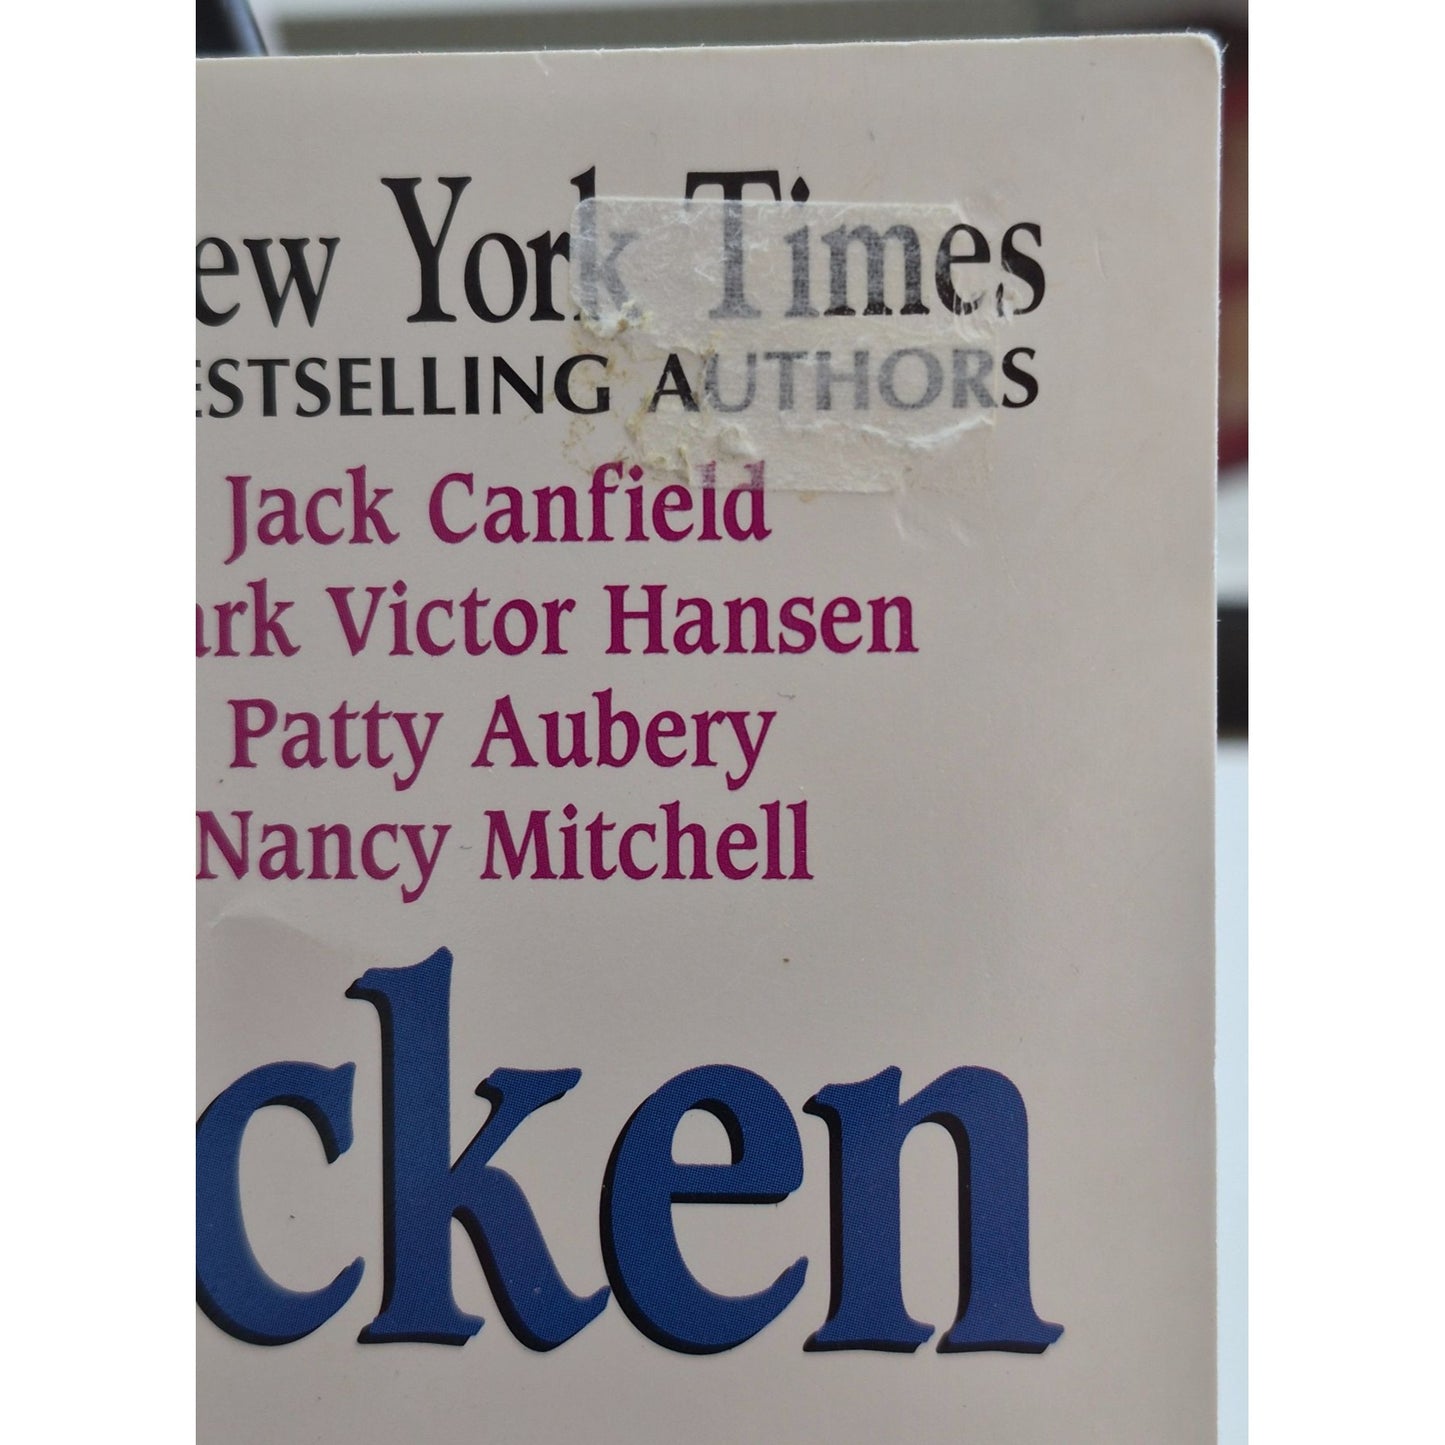 ew York Times
ESTSELLING AUTHORS
Jack Canfield
ark Victor Hansen
Patty Aubery
Nancy Mitchell
cken